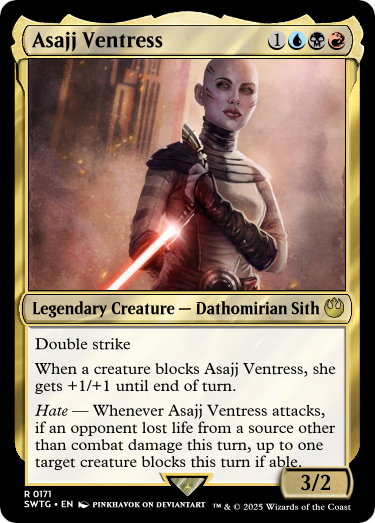 Asajj Ventress 1
Legendary Creature — Dathomirian Sith
Double strike
When a creature blocks Asajj Ventress, she
gets +1/+1 until end of turn.
Hate — Whenever Asajj Ventress attacks,
if an opponent lost life from a source other
than combat damage this turn, up to one
target creature blocks this turn if able.
3/2
R 0171
SWTG • EN PINKHAVOK ON DEVIANTART ™ & © 2025 Wizards of the Coast